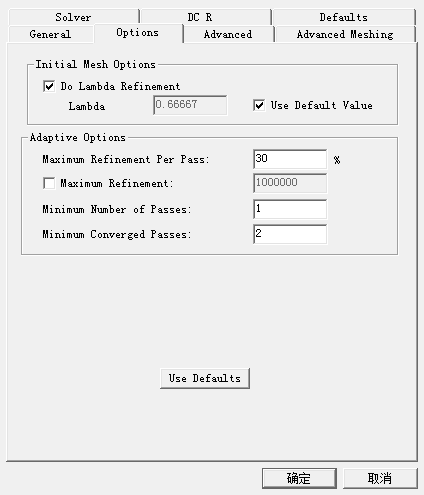 Solver DC R Defaults
General Options Advanced Advanced Meshing
Initial Mesh Options
Do Lambda Refinement
Lambda 0.66667 Use Default Value
Adaptive Options
Maximum Refinement Per Pass: 30 %
Maximum Refinement: 1000000
Minimum Number of Passes: 1
Minimum Converged Passes: 2
Use Defaults
确定 取消